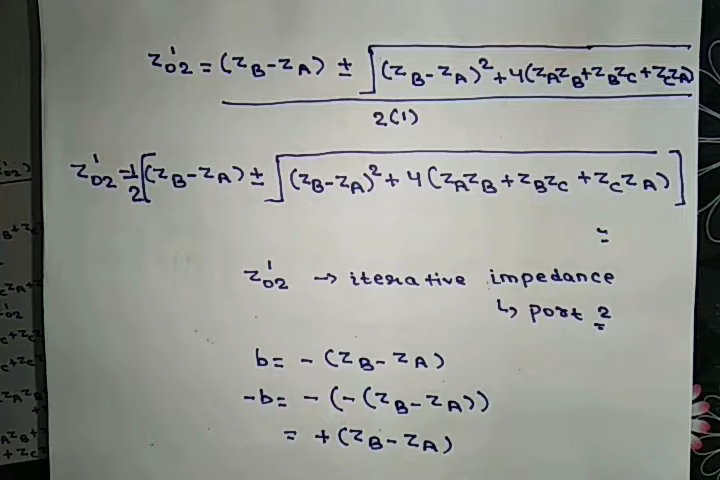 Z'02 = (ZB-ZA) ± √(ZB-ZA)²+4(ZAZB+ZBZC+ZCZA)
2(1)
Z'02 = 1/2[(ZB-ZA) ± √(ZB-ZA)²+4(ZAZB+ZBZC+ZCZA)]
Z'02 → iterative impedance
↳ port 2
b = -(ZB-ZA)
-b = -(-(ZB-ZA))
= +(ZB-ZA)